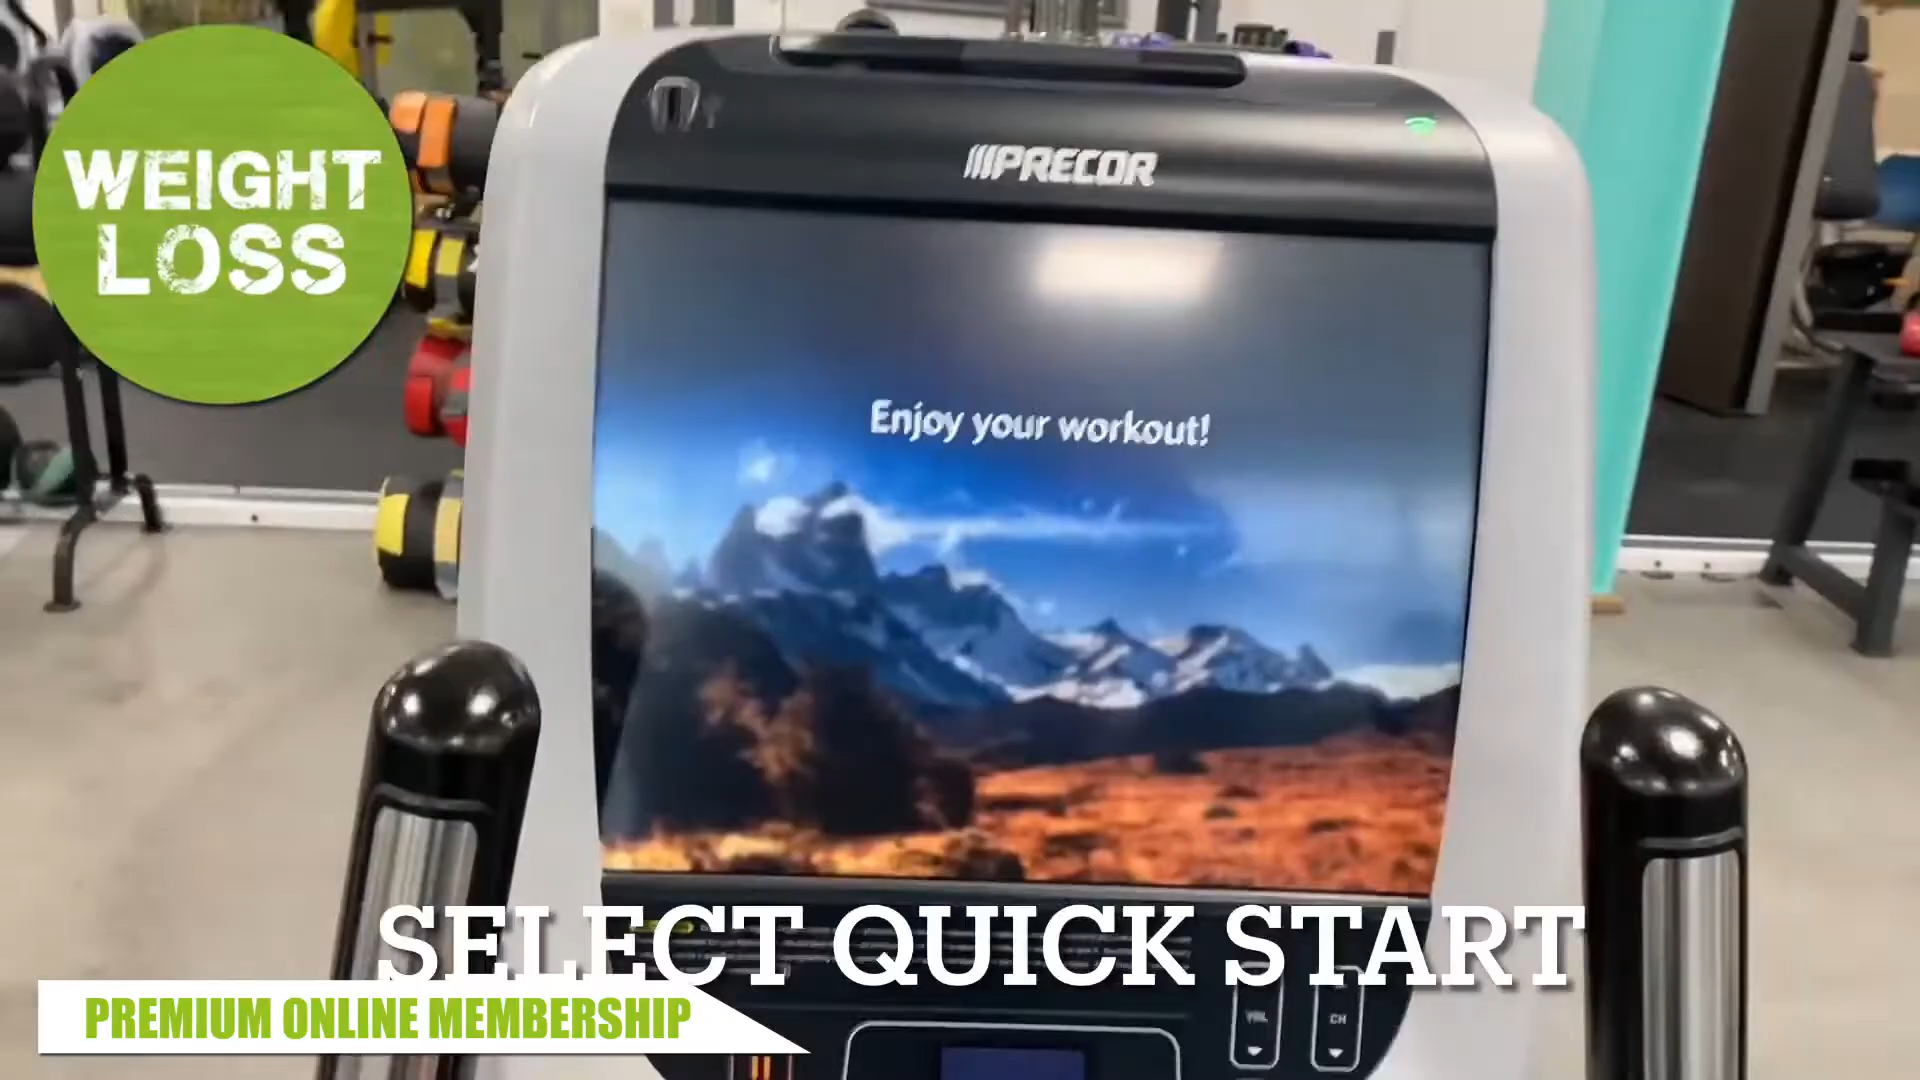 WEIGHT
LOSS
PRECOR
Enjoy your workout!
SELECT QUICK START
PREMIUM ONLINE MEMBERSHIP
VOL
CH